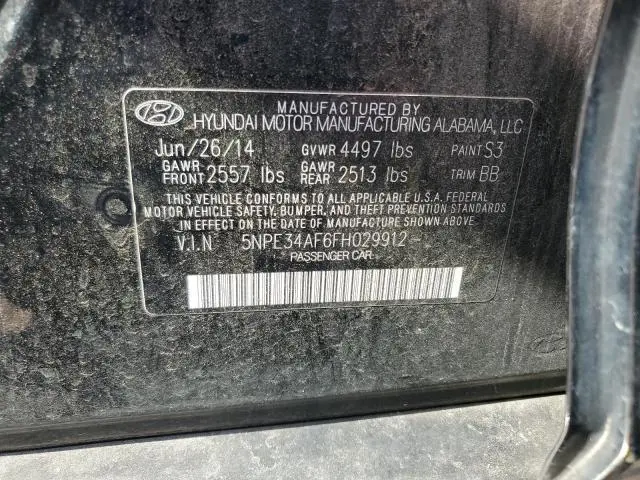 MANUFACTURED BY
HYUNDAI MOTOR MANUFACTURING ALABAMA, LLC
Jun/26/14 GVWR 4497 lbs PAINT S3
GAWR FRONT 2557 lbs GAWR REAR 2513 lbs TRIM BB
THIS VEHICLE CONFORMS TO ALL APPLICABLE U.S.A. FEDERAL
MOTOR VEHICLE SAFETY, BUMPER, AND THEFT PREVENTION
STANDARDS IN EFFECT ON THE DATE OF MANUFACTURE SHOWN ABOVE.
V.I.N 5NPE34AF6FH029912
PASSENGER CAR